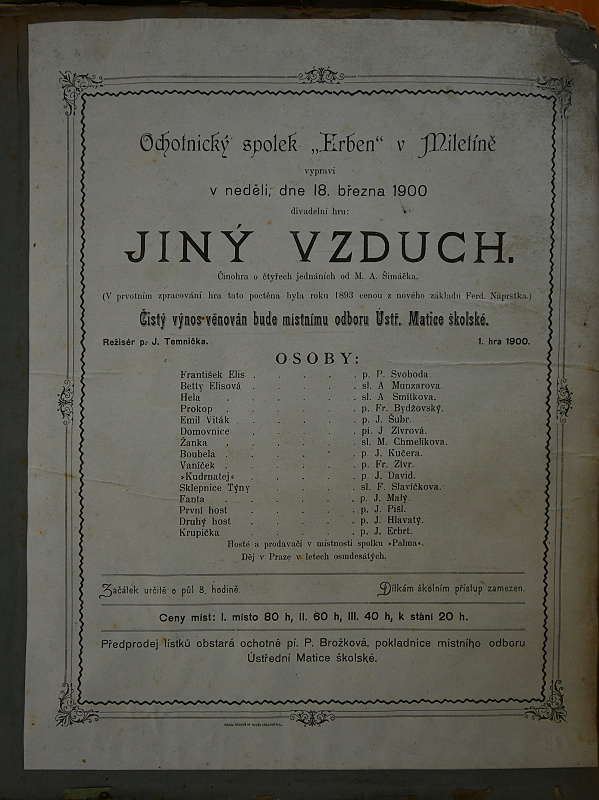 Ochotnický spolek „Erben" v Miletíně
vypraví
v neděli, dne 18. března 1900
divadelní hru:
JINÝ VZDUCH.
Činohra o čtyřech jednáních od M. A. Šimáčka.
(V prvotním zpracování hra tato poctěna byla roku 1893 cenou z nového základu Ferd. Náprstka.)
Čistý výnos věnován bude místnímu odboru Ústř. Matice školské.
Režisér p. J. Temnička. 1. hra 1900.
OSOBY:
František Elis . . . . . p. P. Svoboda
Betty Elisová . . . . . sl. A Munzarova.
Hela . . . . . . sl. A Smitkova.
Prokop . . . . . . p. Fr. Bydžovský.
Emil Viták . . . . . p. J. Šubr.
Domovnice . . . . . pí. J Zivrová.
Žanka . . . . . . sl. M. Chmelíkova.
Boubela . . . . . . p J. Kučera.
Vaníček . . . . . . p. Fr. Zivr.
»Kudrnatej« . . . . . p. J. David.
Sklepnice Týny . . . . . sl. F. Slavíčkova.
Fanta . . . . . . p. J. Malý.
První host . . . . . p. J. Pišl.
Druhý host . . . . . p. J. Hlavatý.
Krupička . . . . . p. J. Erbrt.
Hosté a prodavači v místnosti spolku »Palma«.
Děj v Praze v letech osmdesátých.
Začátek určitě o půl 8. hodině. Dítkám školním přístup zamezen.
Ceny míst: I. místo 80 h, II. 60 h, III. 40 h, k stání 20 h.
Předprodej lístků obstará ochotně pí. P. Brožková, pokladnice místního odboru
Ústřední Matice školské.